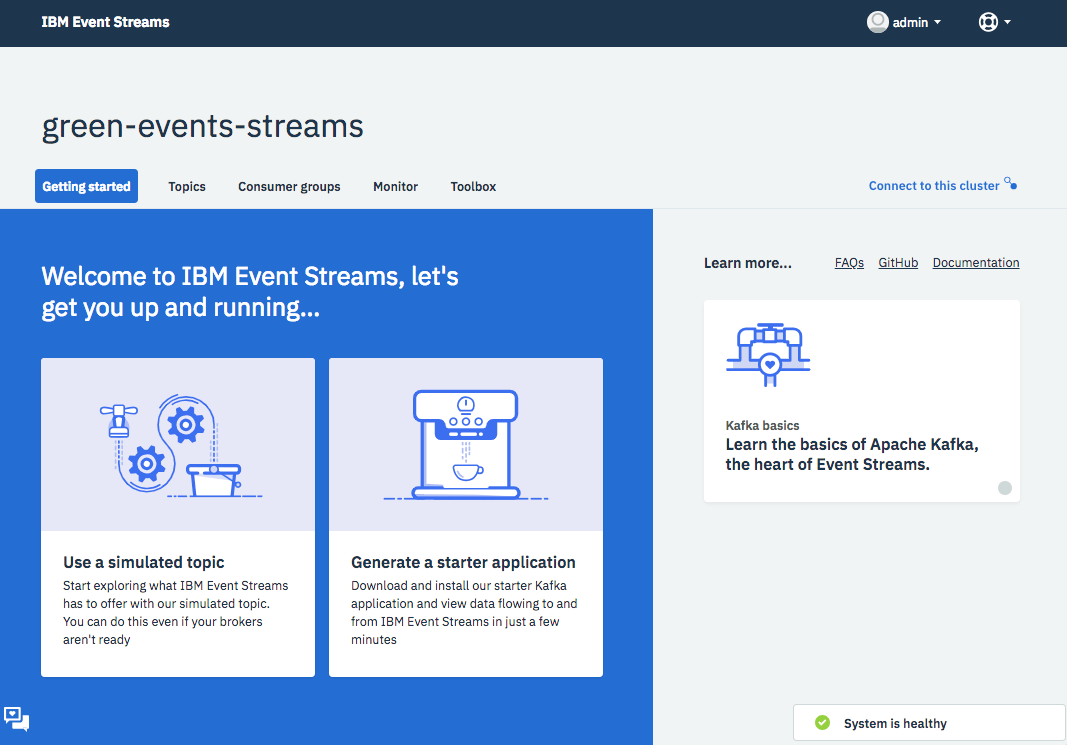 IBM Event Streams
admin
green-events-streams
Getting started
Topics
Consumer groups
Monitor
Toolbox
Connect to this cluster
Welcome to IBM Event Streams, let's
get you up and running...
Use a simulated topic
Start exploring what IBM Event Streams
has to offer with our simulated topic.
You can do this even if your brokers
aren't ready
Generate a starter application
Download and install our starter Kafka
application and view data flowing to and
from IBM Event Streams in just a few
minutes
Learn more...
FAQs
GitHub
Documentation
Kafka basics
Learn the basics of Apache Kafka,
the heart of Event Streams.
System is healthy